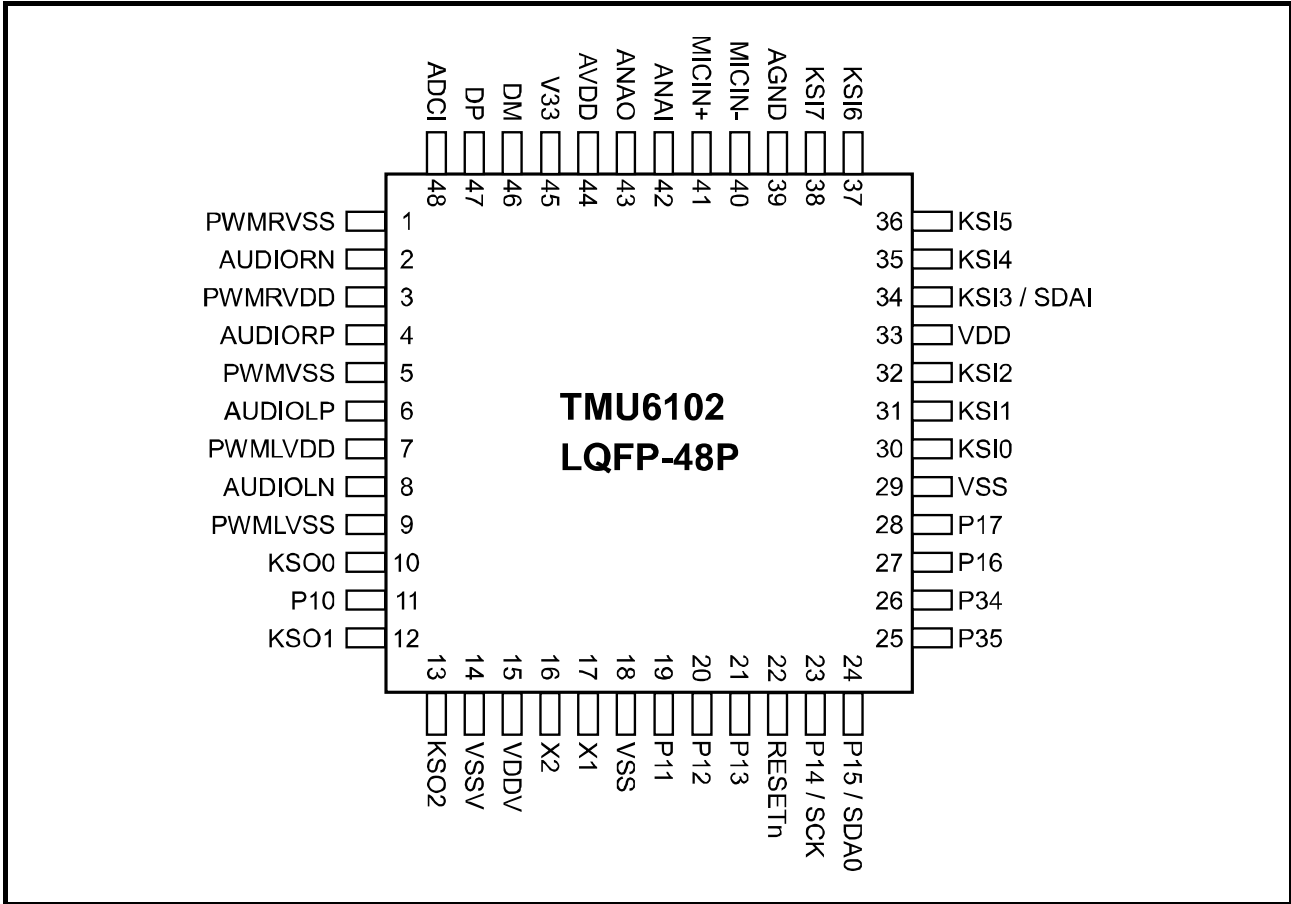 ADCI
DP
DM
V33
AVDD
ANAO
ANAI
MICIN+
MICIN-
AGND
KSI7
KSI6
48
47
46
45
44
43
42
41
40
39
38
37
PWMRVSS 1
AUDIORN 2
PWMRVDD 3
AUDIORP 4
PWMVSS 5
AUDIOLP 6
PWMLVDD 7
AUDIOLN 8
PWMLVSS 9
KSO0 10
P10 11
KSO1 12
TMU6102
LQFP-48P
36 KSI5
35 KSI4
34 KSI3 / SDAI
33 VDD
32 KSI2
31 KSI1
30 KSI0
29 VSS
28 P17
27 P16
26 P34
25 P35
13
14
15
16
17
18
19
20
21
22
23
24
KSO2
VSSV
VDDV
X2
X1
VSS
P11
P12
P13
RESETn
P14 / SCK
P15 / SDA0